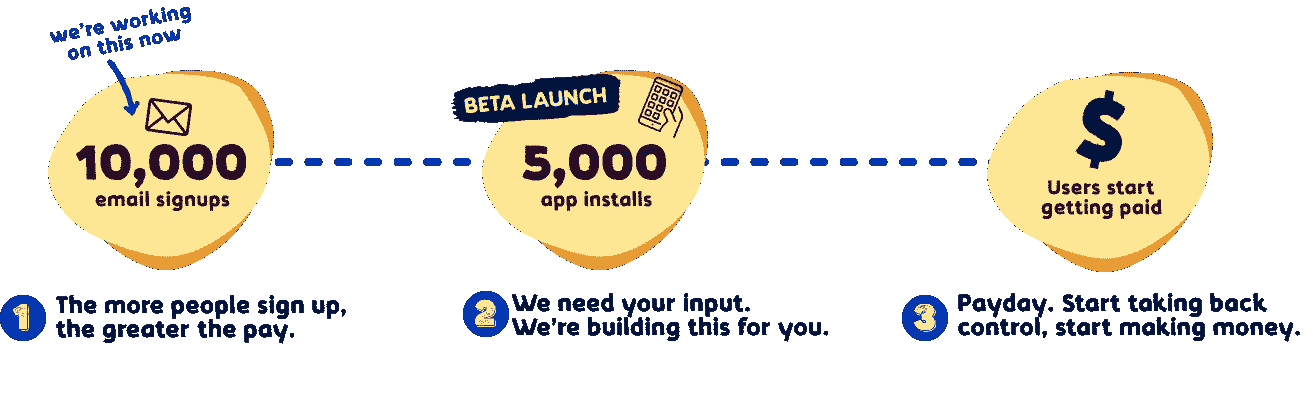 we're working
on this now
10,000
email signups
BETA LAUNCH
5,000
app installs
$
Users start
getting paid
1 The more people sign up,
the greater the pay.
2 We need your input.
We're building this for you.
3 Payday. Start taking back
control, start making money.